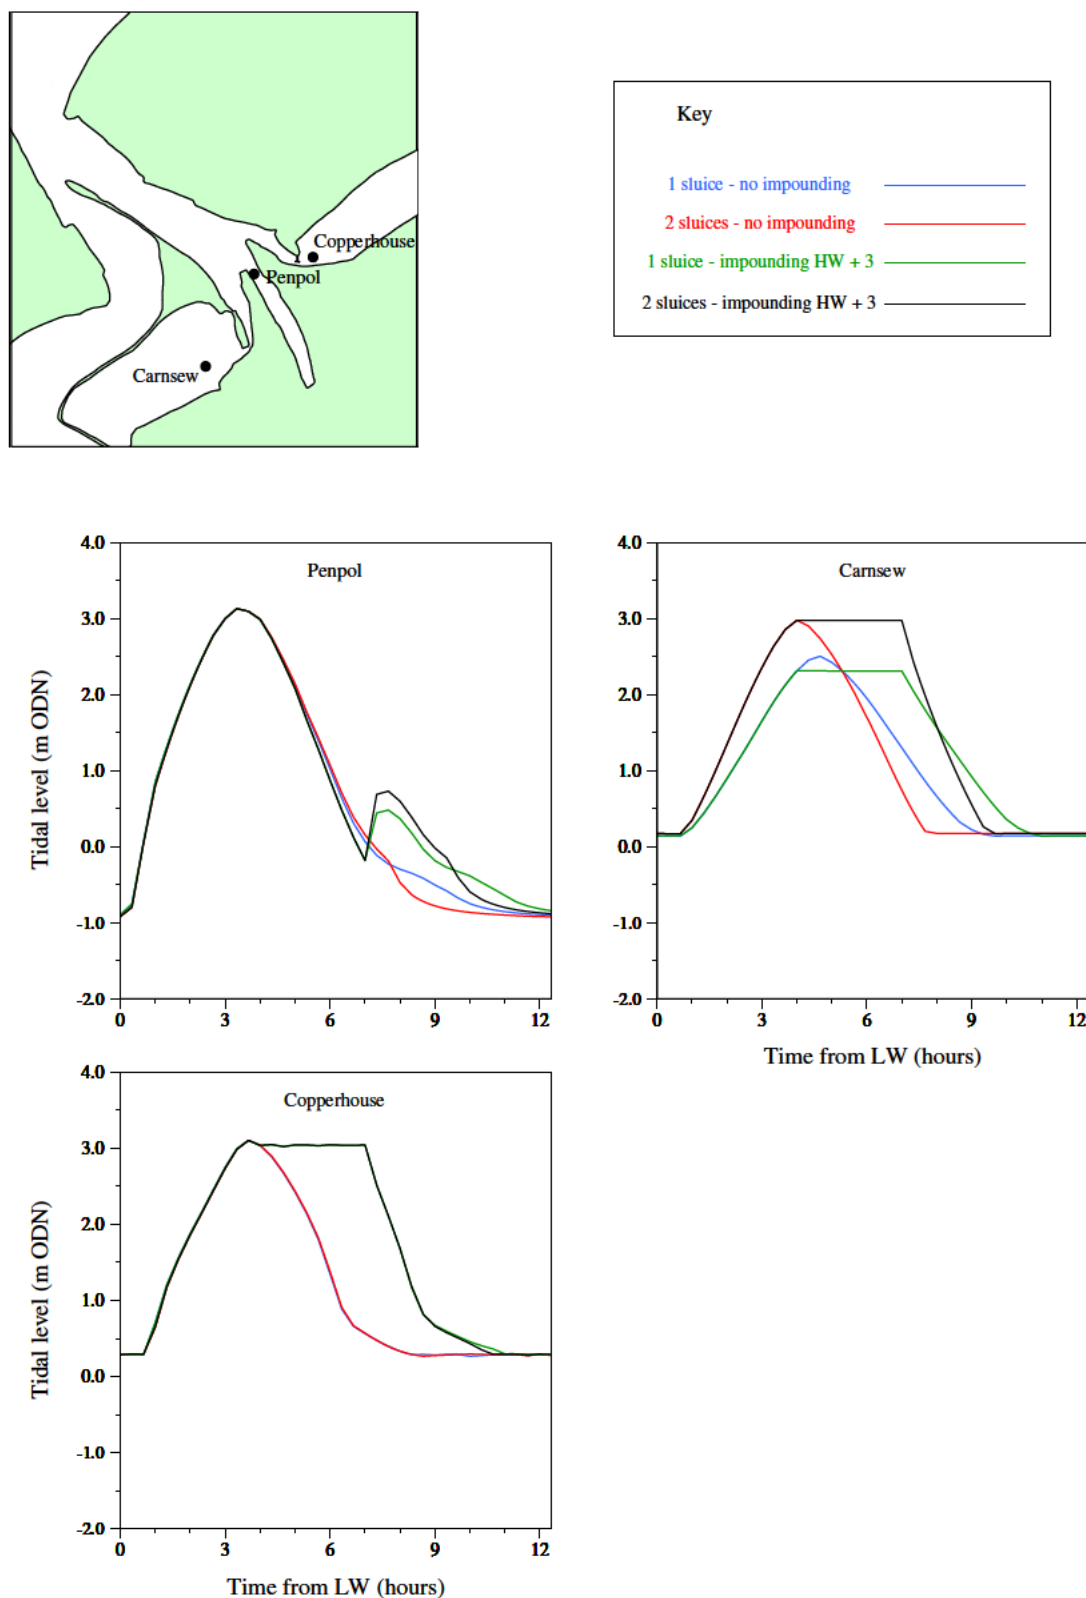 Key
1 sluice - no impounding
2 sluices - no impounding
1 sluice - impounding HW + 3
2 sluices - impounding HW + 3
Copperhouse
Penpol
Carnsew
4.0
3.0
2.0
1.0
0.0
-1.0
-2.0
Tidal level (m ODN)
Penpol
0 3 6 9 12
4.0
3.0
2.0
1.0
0.0
-1.0
-2.0
Carnsew
0 3 6 9 12
Time from LW (hours)
4.0
3.0
2.0
1.0
0.0
-1.0
-2.0
Tidal level (m ODN)
Copperhouse
0 3 6 9 12
Time from LW (hours)